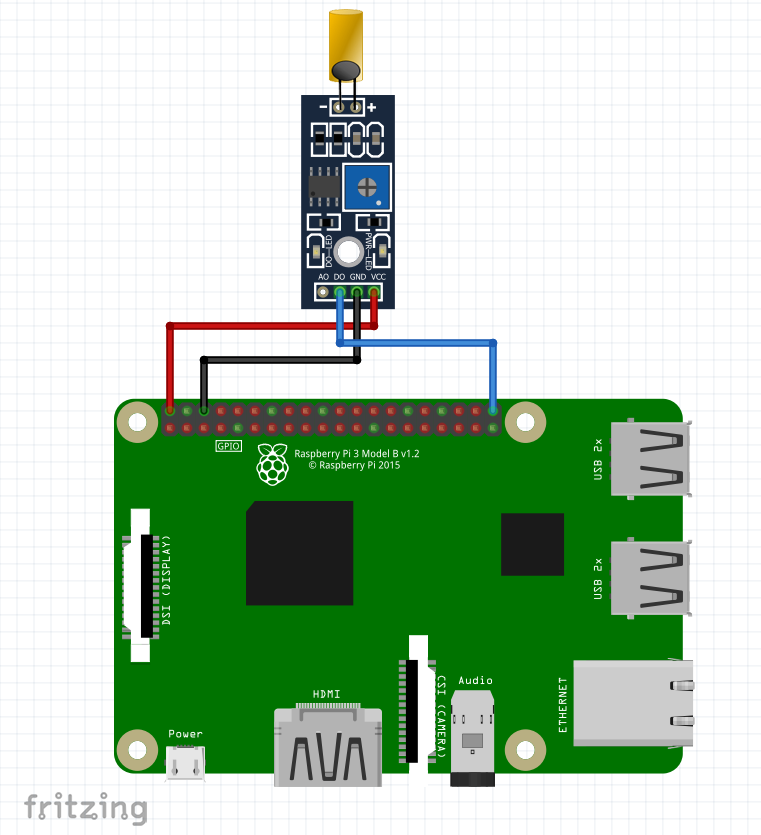 - +
DO-LED
PWR-LED
AO DO GND VCC
GPIO
Raspberry Pi 3 Model B v1.2
© Raspberry Pi 2015
USB 2x
DSI (DISPLAY)
USB 2x
HDMI
CSI (CAMERA)
Audio
ETHERNET
Power
fritzing